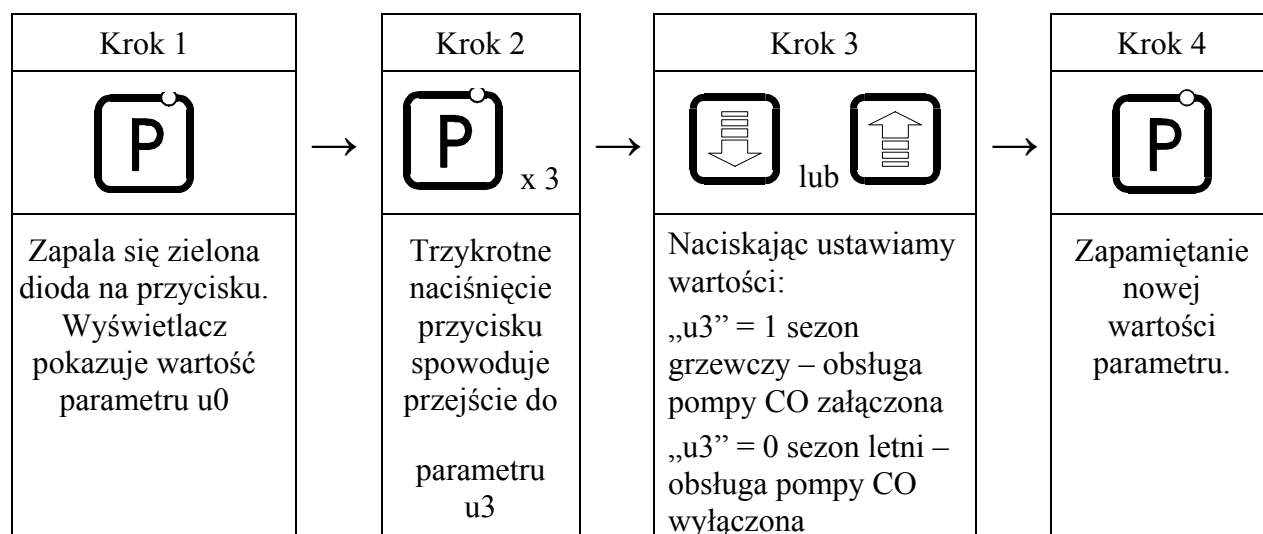 Krok 1
P
Zapala się zielona
dioda na przycisku.
Wyświetlacz
pokazuje wartość
parametru u0
Krok 2
P
x 3
Trzykrotne
naciśnięcie
przycisku
spowoduje
przejście do
parametru
u3
Krok 3
lub
Naciskając ustawiamy
wartości:
„u3” = 1 sezon
grzewczy – obsługa
pompy CO załączona
„u3” = 0 sezon letni –
obsługa pompy CO
wyłączona
Krok 4
P
Zapamiętanie
nowej
wartości
parametru.